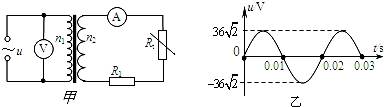 ~u
V
n₁
n₂
A
R₁
Rₜ
甲
u/V
36√2
0
-36√2
0.01
0.02
0.03
t/s
乙